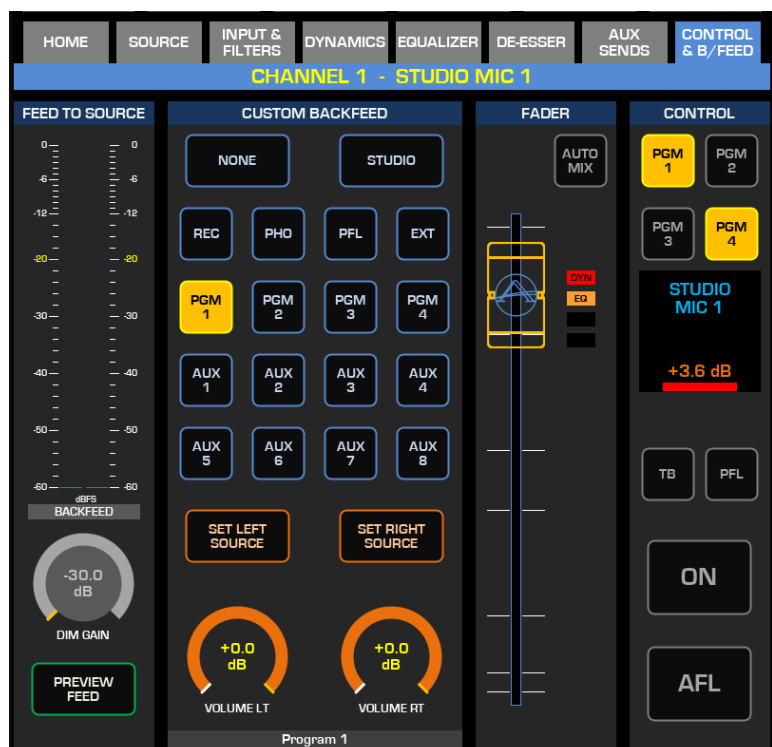 HOME
SOURCE
INPUT &
FILTERS
DYNAMICS
EQUALIZER
DE-ESSER
AUX
SENDS
CONTROL
& B/FEED
CHANNEL 1 - STUDIO MIC 1
FEED TO SOURCE
0 0
-6 -6
-12 -12
-20 -20
-30 -30
-40 -40
-50 -50
-60 -60
dBFS
BACKFEED
-30.0
dB
DIM GAIN
PREVIEW
FEED
CUSTOM BACKFEED
NONE
STUDIO
REC
PHO
PFL
EXT
PGM
1
PGM
2
PGM
3
PGM
4
AUX
1
AUX
2
AUX
3
AUX
4
AUX
5
AUX
6
AUX
7
AUX
8
SET LEFT
SOURCE
SET RIGHT
SOURCE
+0.0
dB
VOLUME LT
+0.0
dB
VOLUME RT
Program 1
FADER
AUTO
MIX
DYN
EQ
CONTROL
PGM
1
PGM
2
PGM
3
PGM
4
STUDIO
MIC 1
+3.6 dB
TB
PFL
ON
AFL